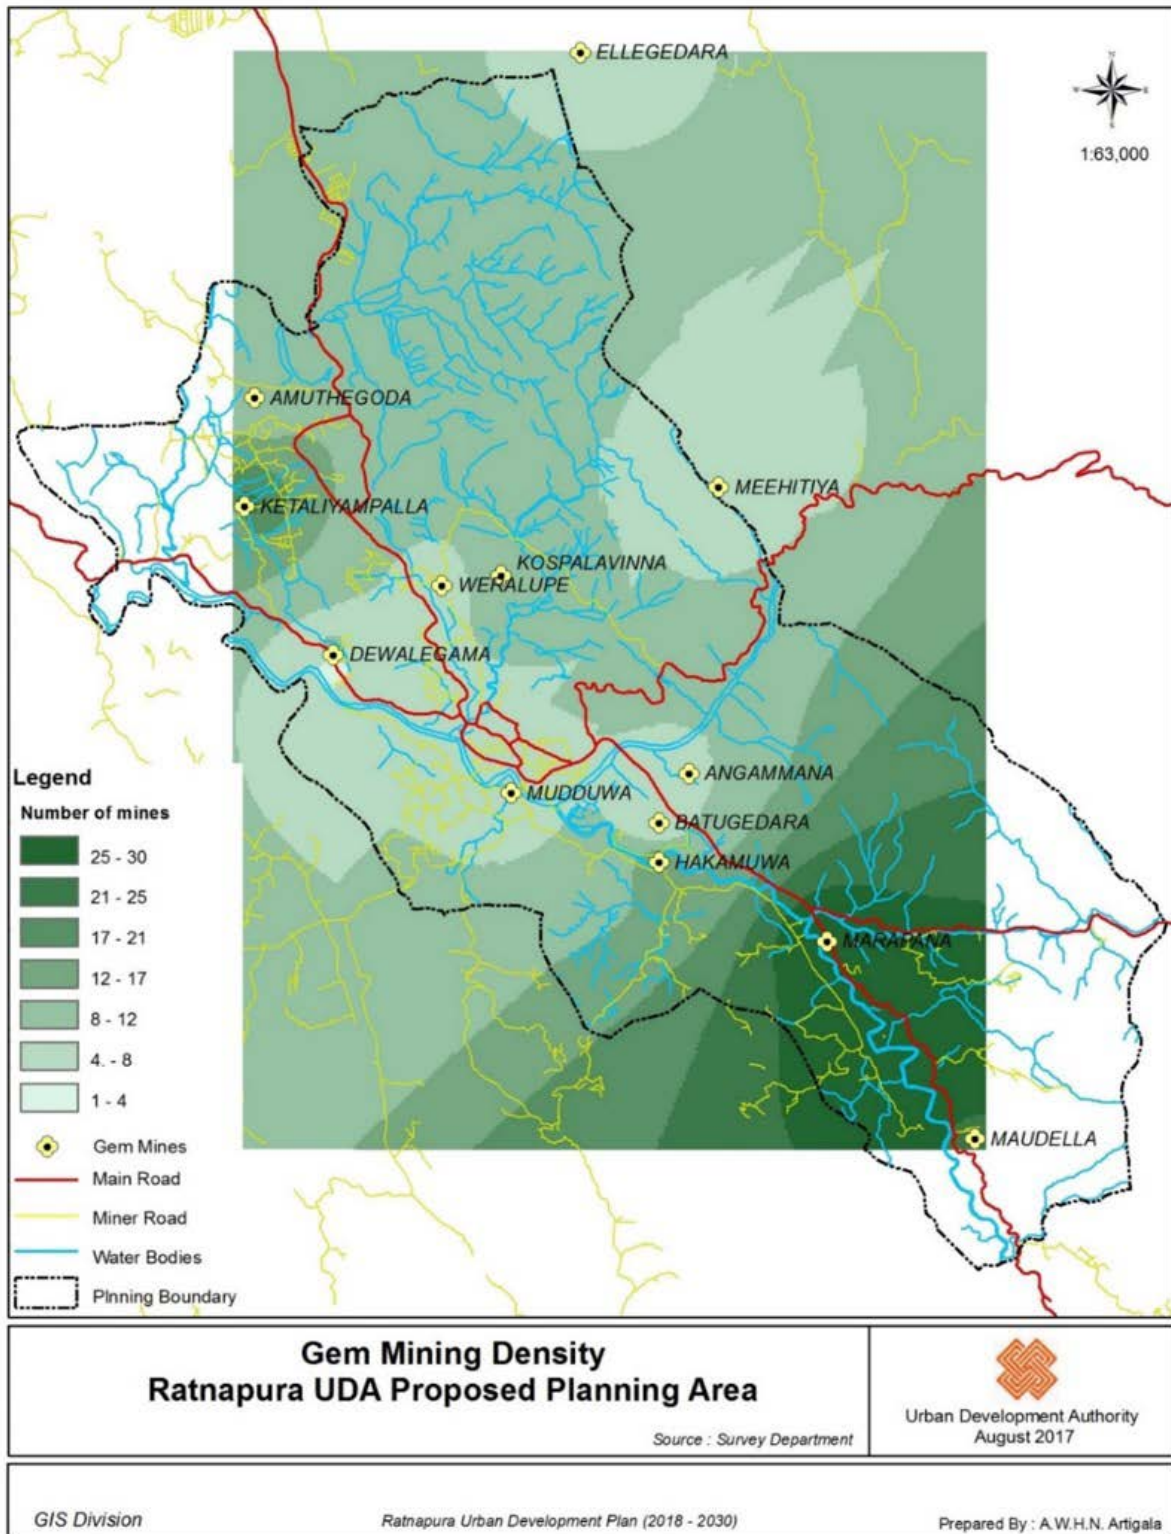 ELLEGEDARA
1:63,000
AMUTHEGODA
MEEHITIYA
KETALIYAMPALLA
KOSPALAVINNA
WERALUPE
DEWALEGAMA
ANGAMMANA
MUDDUWA
BATUGEDARA
HAKAMUWA
MARAPANA
MAUDELLA
Legend
Number of mines
25 - 30
21 - 25
17 - 21
12 - 17
8 - 12
4. - 8
1 - 4
Gem Mines
Main Road
Miner Road
Water Bodies
Plnning Boundary
Gem Mining Density
Ratnapura UDA Proposed Planning Area
Source : Survey Department
Urban Development Authority
August 2017
GIS Division
Ratnapura Urban Development Plan (2018 - 2030)
Prepared By : A.W.H.N. Artigala